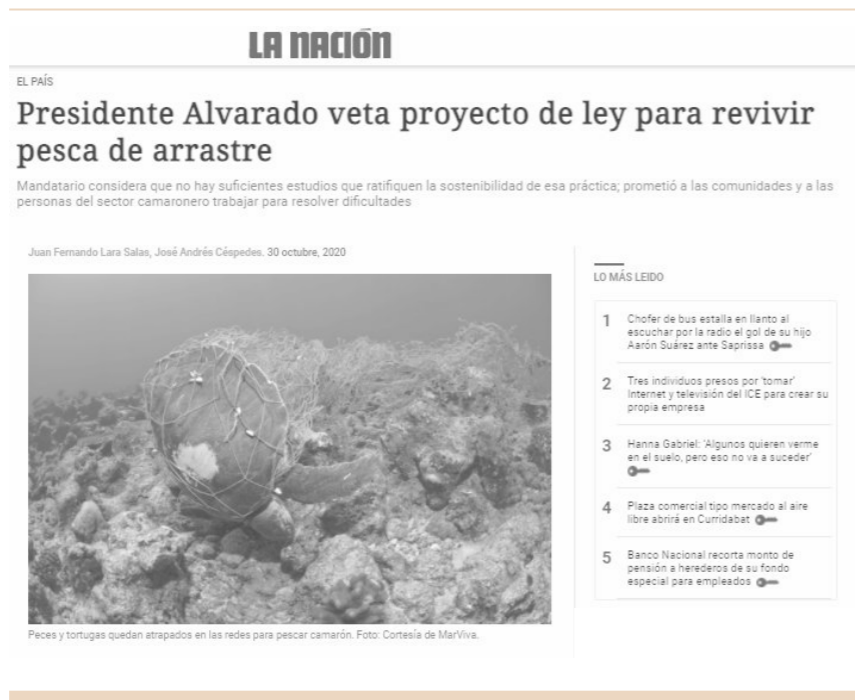 LA NACIÓN
EL PAÍS
Presidente Alvarado veta proyecto de ley para revivir
pesca de arrastre
Mandatario considera que no hay suficientes estudios que ratifiquen la sostenibilidad de esa práctica; prometió a las comunidades y a las
personas del sector camaronero trabajar para resolver dificultades
Juan Fernando Lara Salas, José Andrés Céspedes. 30 octubre, 2020
Peces y tortugas quedan atrapados en las redes para pescar camarón. Foto: Cortesía de MarViva.
LO MÁS LEIDO
1 Chofer de bus estalla en llanto al
escuchar por la radio el gol de su hijo
Aarón Suárez ante Saprissa
2 Tres individuos presos por 'tomar'
Internet y televisión del ICE para crear su
propia empresa
3 Hanna Gabriel: 'Algunos quieren verme
en el suelo, pero eso no va a suceder'
4 Plaza comercial tipo mercado al aire
libre abrirá en Curridabat
5 Banco Nacional recorta monto de
pensión a herederos de su fondo
especial para empleados